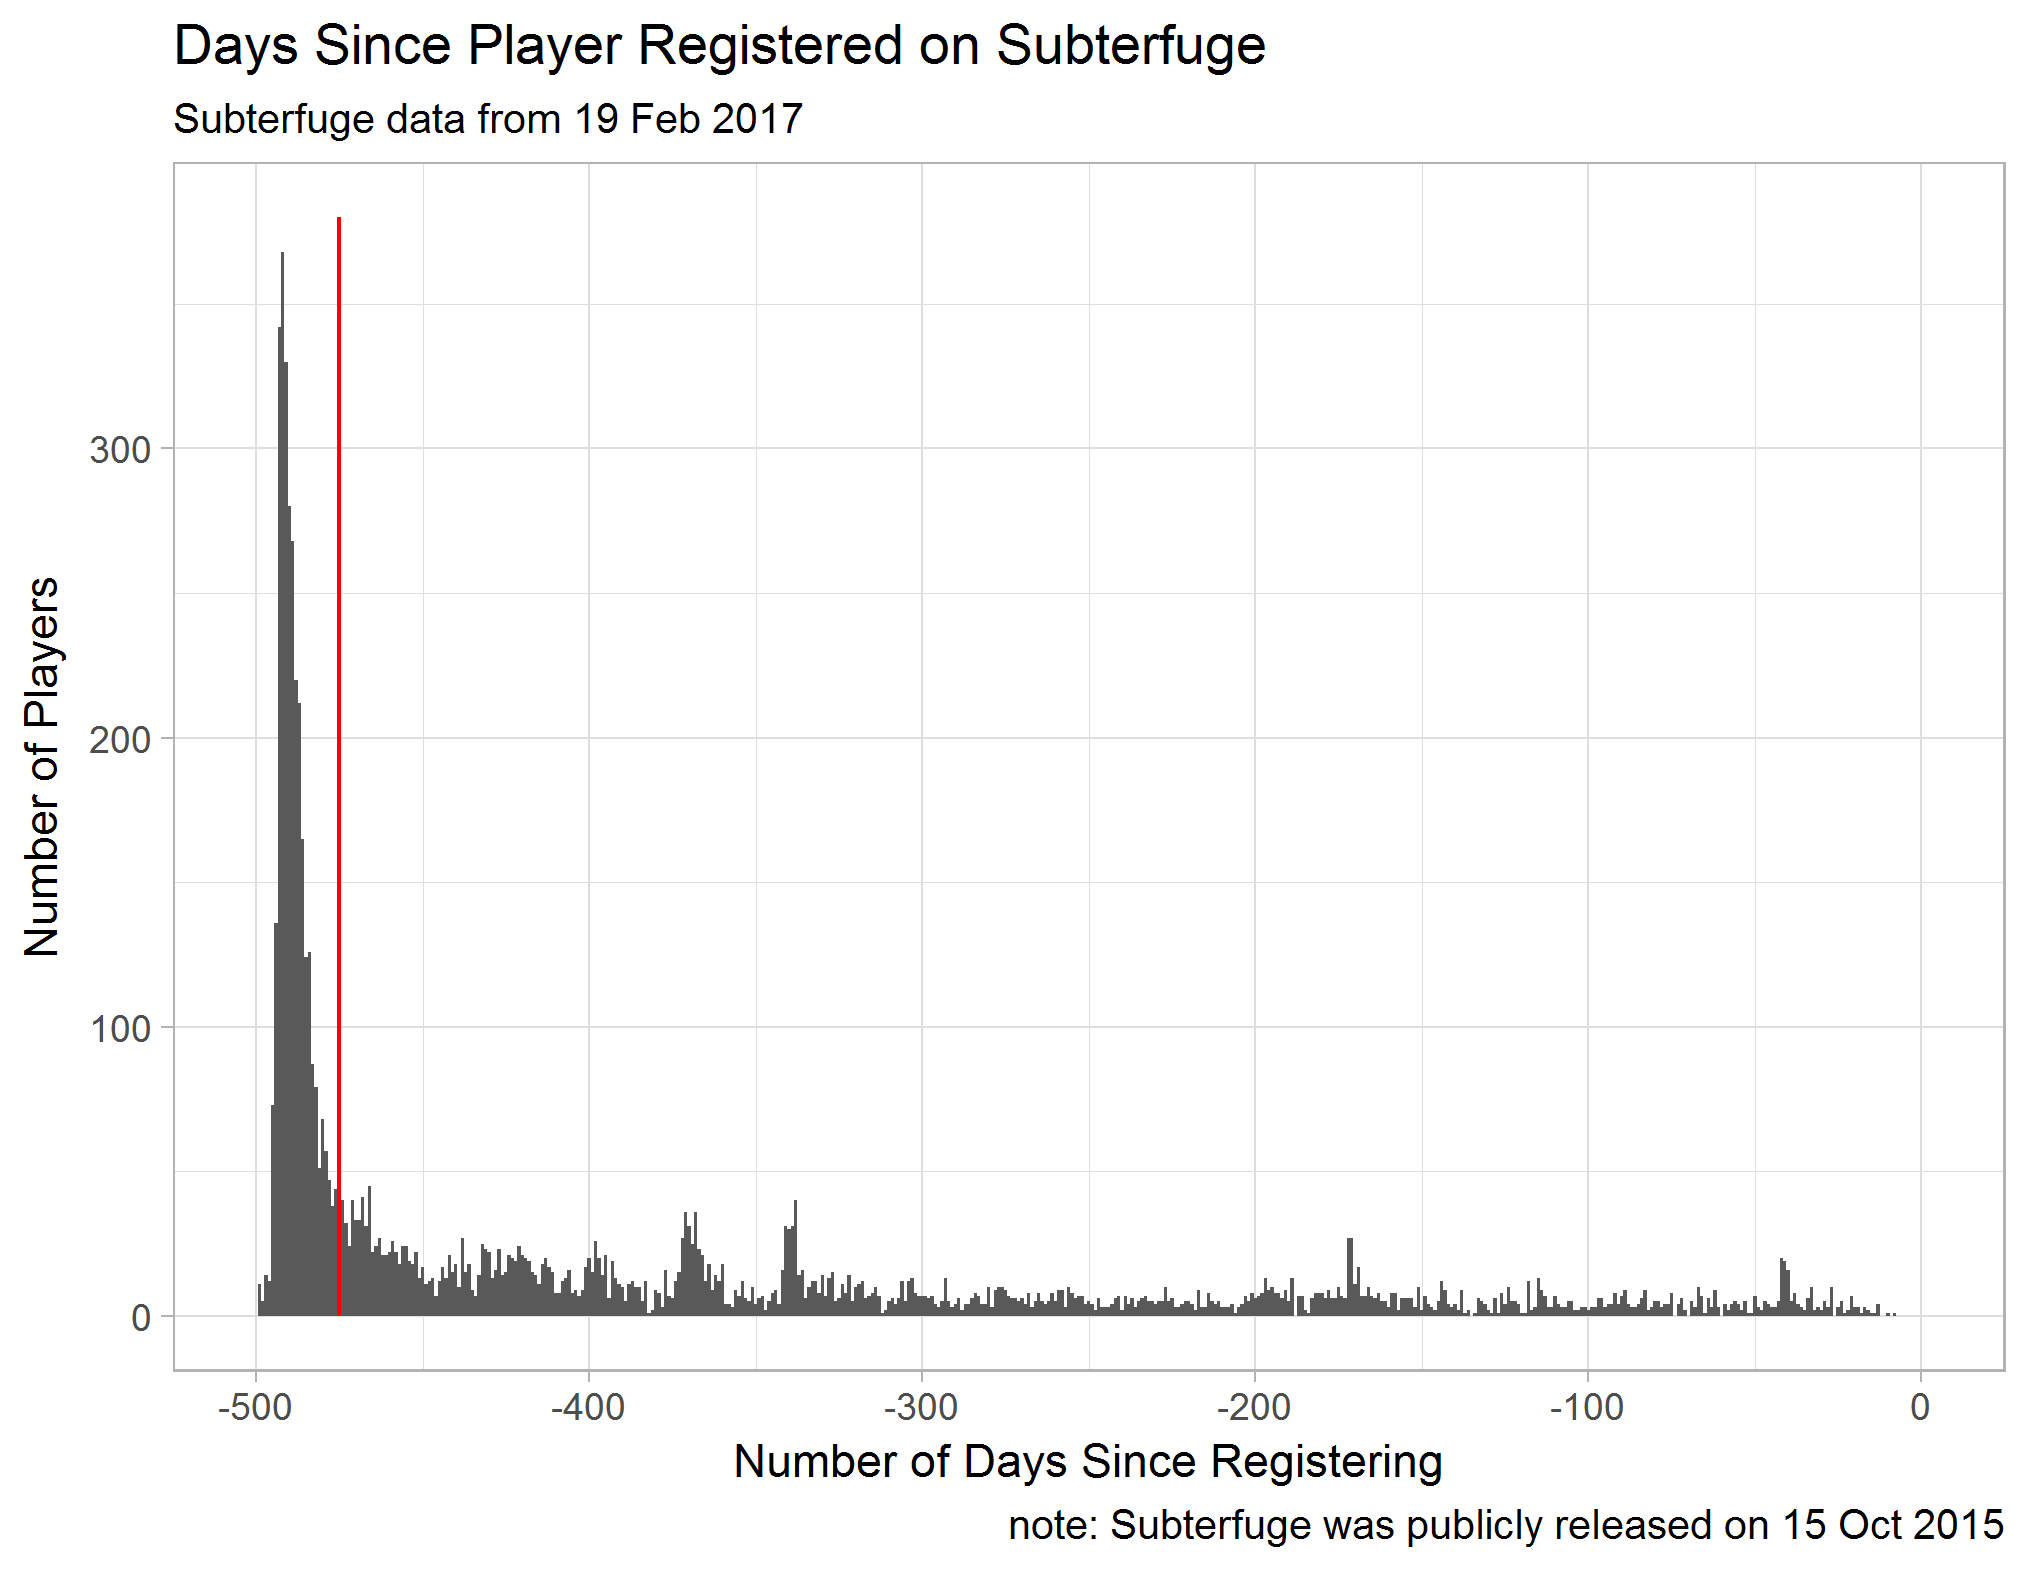 Days Since Player Registered on Subterfuge
Subterfuge data from 19 Feb 2017
Number of Players
300
200
100
0
-500
-400
-300
-200
-100
0
Number of Days Since Registering
note: Subterfuge was publicly released on 15 Oct 2015